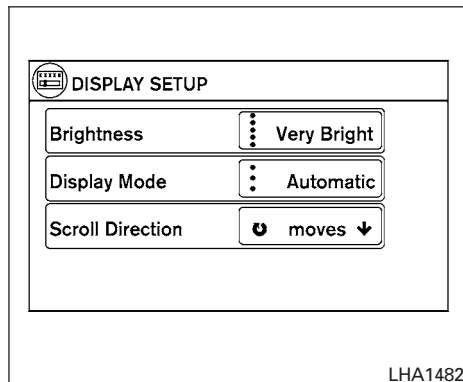 DISPLAY SETUP
Brightness Very Bright
Display Mode Automatic
Scroll Direction ↻ moves ↓
LHA1482